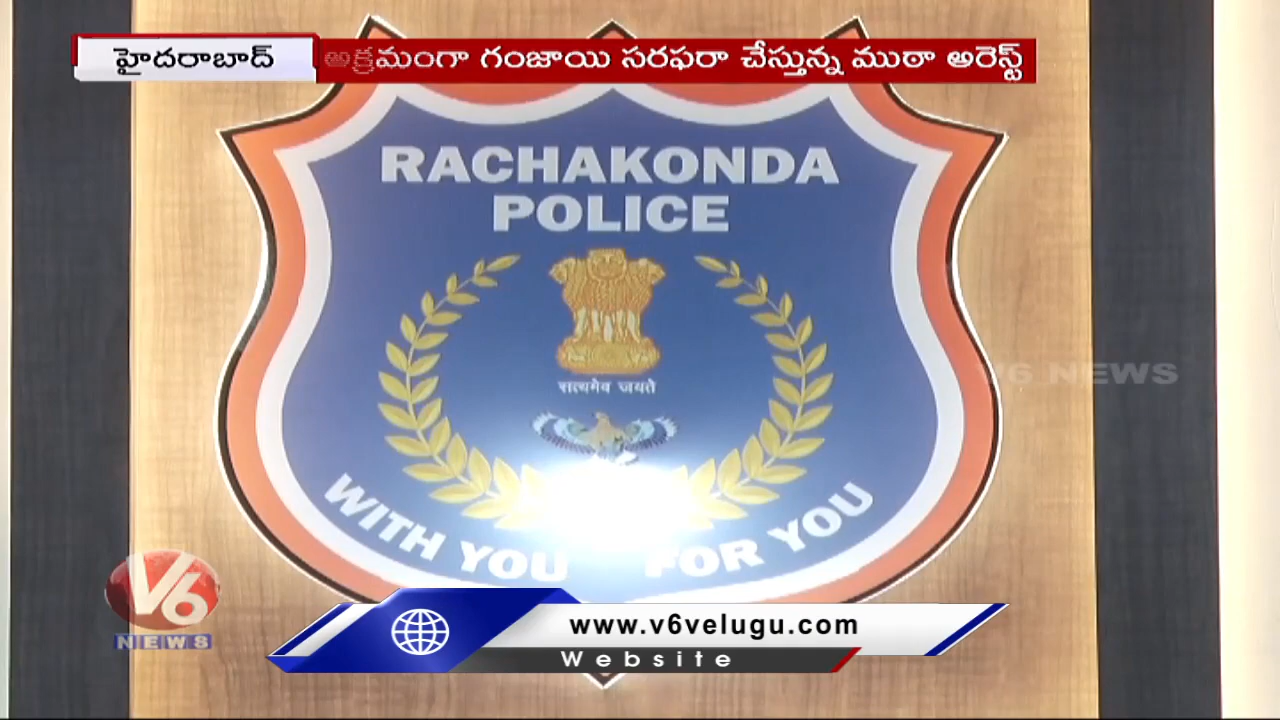 హైదరాబాద్
అక్రమంగా గంజాయి సరఫరా చేస్తున్న ముఠా అరెస్ట్
RACHAKONDA
POLICE
सत्यमेव जयते
WITH YOU FOR YOU
V6 NEWS
V6
NEWS
www.v6velugu.com
Website